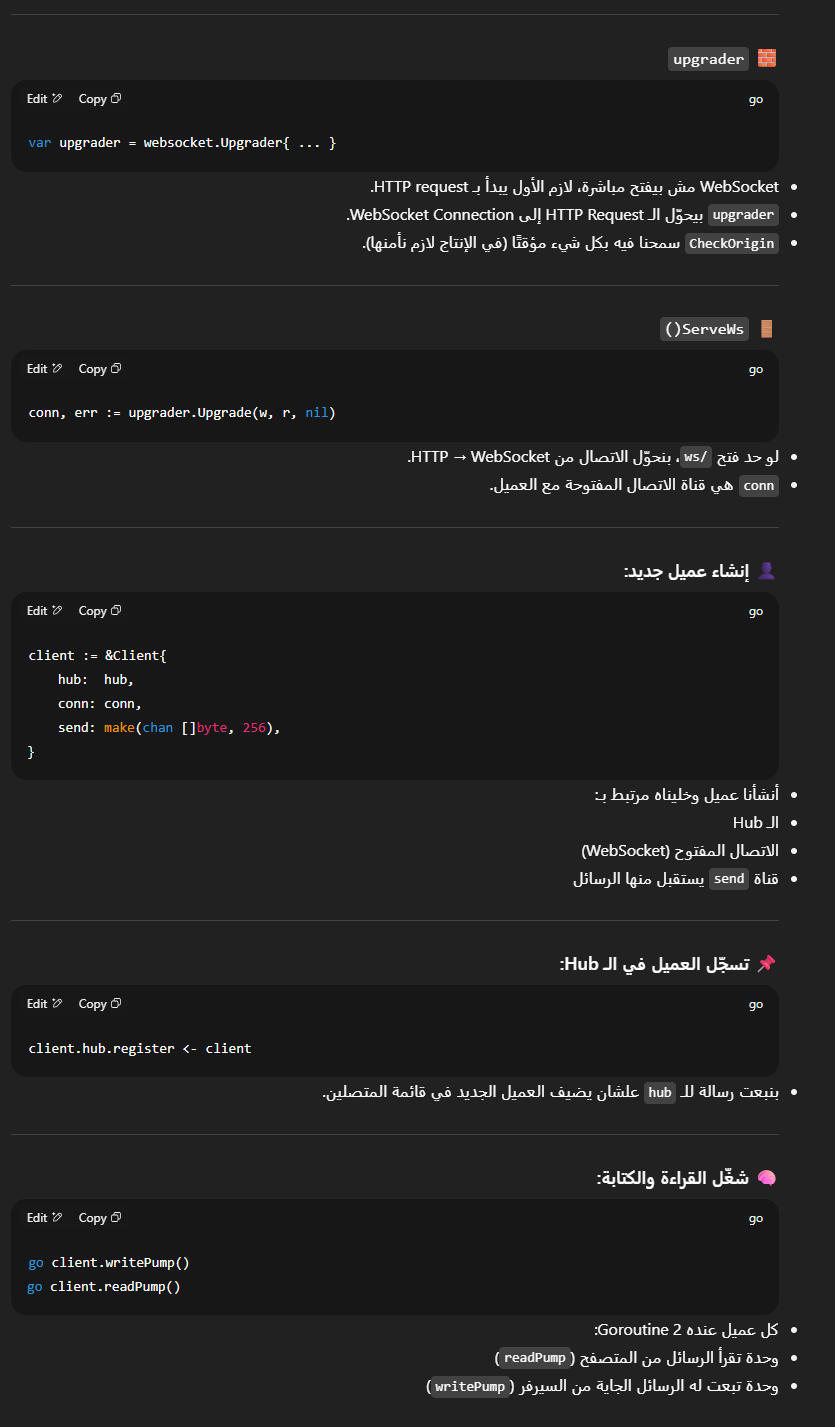 🧱 upgrader
go Copy Edit
var upgrader = websocket.Upgrader{ ... }
• WebSocket مش بيفتح مباشرة، لازم الأول يبدأ بـ HTTP request.
• upgrader بيحوّل الـ HTTP Request إلى WebSocket Connection.
• CheckOrigin سمحنا فيه بكل شيء مؤقتًا (في الإنتاج لازم نأمنها).
🚪 ServeWs()
go Copy Edit
conn, err := upgrader.Upgrade(w, r, nil)
• لو حد فتح /ws، بنحوّل الاتصال من HTTP → WebSocket.
• conn هي قناة الاتصال المفتوحة مع العميل.
👤 إنشاء عميل جديد:
go Copy Edit
client := &Client{
    hub:  hub,
    conn: conn,
    send: make(chan []byte, 256),
}
• أنشأنا عميل وخليناه مرتبط بـ:
• الـ Hub
• الاتصال المفتوح (WebSocket)
• قناة send يستقبل منها الرسائل
📌 تسجّل العميل في الـ Hub:
go Copy Edit
client.hub.register <- client
• بنبعت رسالة للـ hub علشان يضيف العميل الجديد في قائمة المتصلين.
🧠 شغّل القراءة والكتابة:
go Copy Edit
go client.writePump()
go client.readPump()
• كل عميل عنده 2 Goroutine:
• وحدة تقرأ الرسائل من المتصفح (readPump)
• وحدة تبعت له الرسائل الجاية من السيرفر (writePump)